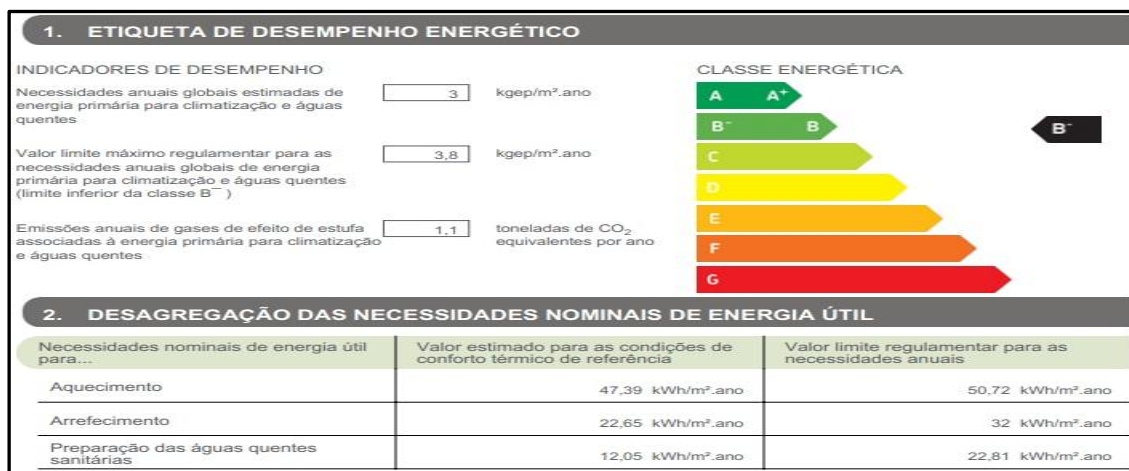 1. ETIQUETA DE DESEMPENHO ENERGÉTICO
INDICADORES DE DESEMPENHO
Necessidades anuais globais estimadas de
energia primária para climatização e águas
quentes
3 kgep/m².ano
Valor limite máximo regulamentar para as
necessidades anuais globais de energia
primária para climatização e águas quentes
(limite inferior da classe B⁻ )
3,8 kgep/m².ano
Emissões anuais de gases de efeito de estufa
associadas à energia primária para climatização
e águas quentes
1,1 toneladas de CO₂
equivalentes por ano
CLASSE ENERGÉTICA
A A⁺
B⁻ B
B⁻
C
D
E
F
G
2. DESAGREGAÇÃO DAS NECESSIDADES NOMINAIS DE ENERGIA ÚTIL
Necessidades nominais de energia útil
para...
Valor estimado para as condições de
conforto térmico de referência
Valor limite regulamentar para as
necessidades anuais
Aquecimento 47,39 kWh/m².ano 50,72 kWh/m².ano
Arrefecimento 22,65 kWh/m².ano 32 kWh/m².ano
Preparação das águas quentes
sanitárias
12,05 kWh/m².ano 22,81 kWh/m².ano